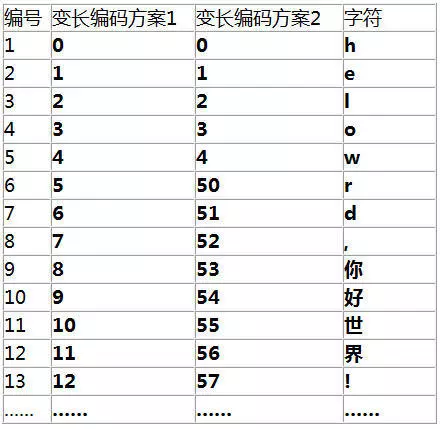 编号 变长编码方案1 变长编码方案2 字符
1 0 0 h
2 1 1 e
3 2 2 l
4 3 3 o
5 4 4 w
6 5 50 r
7 6 51 d
8 7 52 ,
9 8 53 你
10 9 54 好
11 10 55 世
12 11 56 界
13 12 57 !
...... ...... ...... ......